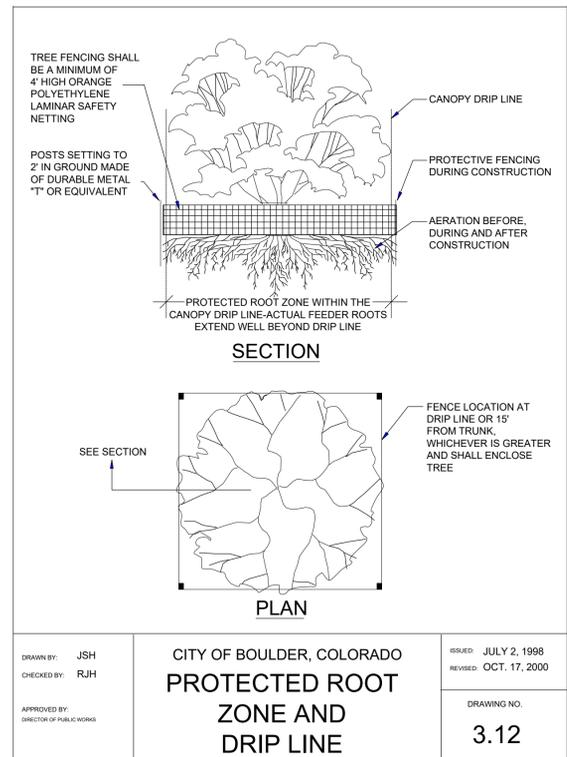 TREE FENCING SHALL
BE A MINIMUM OF
4' HIGH ORANGE
POLYETHYLENE
LAMINAR SAFETY
NETTING
POSTS SETTING TO
2' IN GROUND MADE
OF DURABLE METAL
"T" OR EQUIVALENT
CANOPY DRIP LINE
PROTECTIVE FENCING
DURING CONSTRUCTION
AERATION BEFORE,
DURING AND AFTER
CONSTRUCTION
PROTECTED ROOT ZONE WITHIN THE
CANOPY DRIP LINE-ACTUAL FEEDER ROOTS
EXTEND WELL BEYOND DRIP LINE
SECTION
SEE SECTION
FENCE LOCATION AT
DRIP LINE OR 15'
FROM TRUNK,
WHICHEVER IS GREATER
AND SHALL ENCLOSE
TREE
PLAN
DRAWN BY: JSH
CHECKED BY: RJH
APPROVED BY:
DIRECTOR OF PUBLIC WORKS
CITY OF BOULDER, COLORADO
PROTECTED ROOT
ZONE AND
DRIP LINE
ISSUED: JULY 2, 1998
REVISED: OCT. 17, 2000
DRAWING NO.
3.12